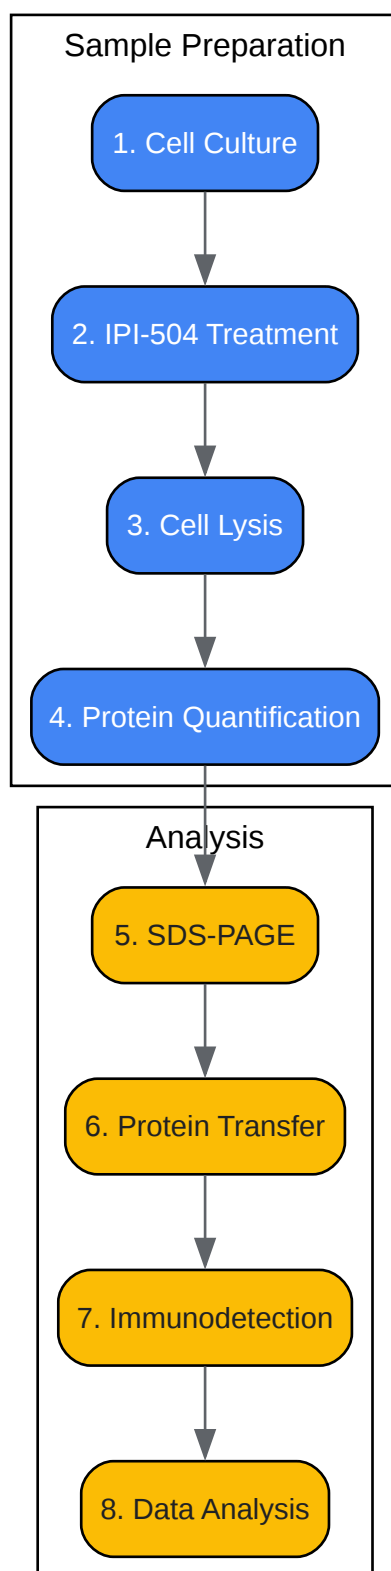 Sample Preparation
1. Cell Culture
2. IPI-504 Treatment
3. Cell Lysis
4. Protein Quantification
Analysis
5. SDS-PAGE
6. Protein Transfer
7. Immunodetection
8. Data Analysis